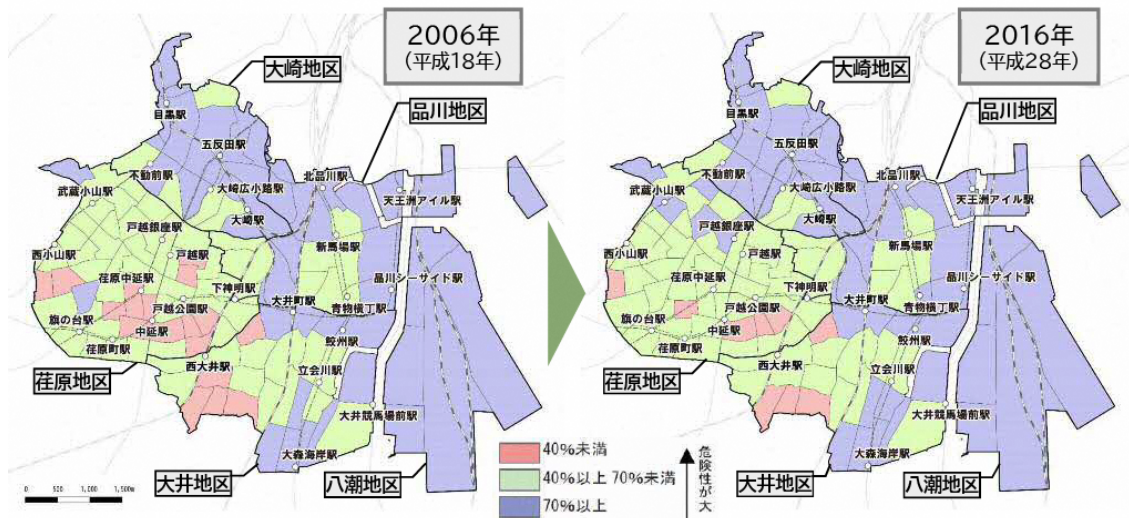 2006年
(平成18年)
大崎地区
品川地区
目黒駅
五反田駅
不動前駅
北品川駅
武蔵小山駅
大崎広小路駅
天王洲アイル駅
大崎駅
戸越銀座駅
新馬場駅
西小山駅
戸越駅
荏原中延駅
品川シーサイド駅
下神明駅
大井町駅
戸越公園駅
青物横丁駅
旗の台駅
中延駅
鮫洲駅
荏原町駅
西大井駅
立会川駅
荏原地区
大井競馬場前駅
大森海岸駅
大井地区
八潮地区
0 500 1,000 1,500m
2016年
(平成28年)
大崎地区
品川地区
目黒駅
五反田駅
不動前駅
北品川駅
武蔵小山駅
大崎広小路駅
天王洲アイル駅
大崎駅
戸越銀座駅
新馬場駅
西小山駅
戸越駅
荏原中延駅
品川シーサイド駅
下神明駅
大井町駅
戸越公園駅
青物横丁駅
旗の台駅
中延駅
鮫洲駅
荏原町駅
西大井駅
立会川駅
荏原地区
大井競馬場前駅
大森海岸駅
大井地区
八潮地区
40%未満
40%以上 70%未満
70%以上
危険性が大